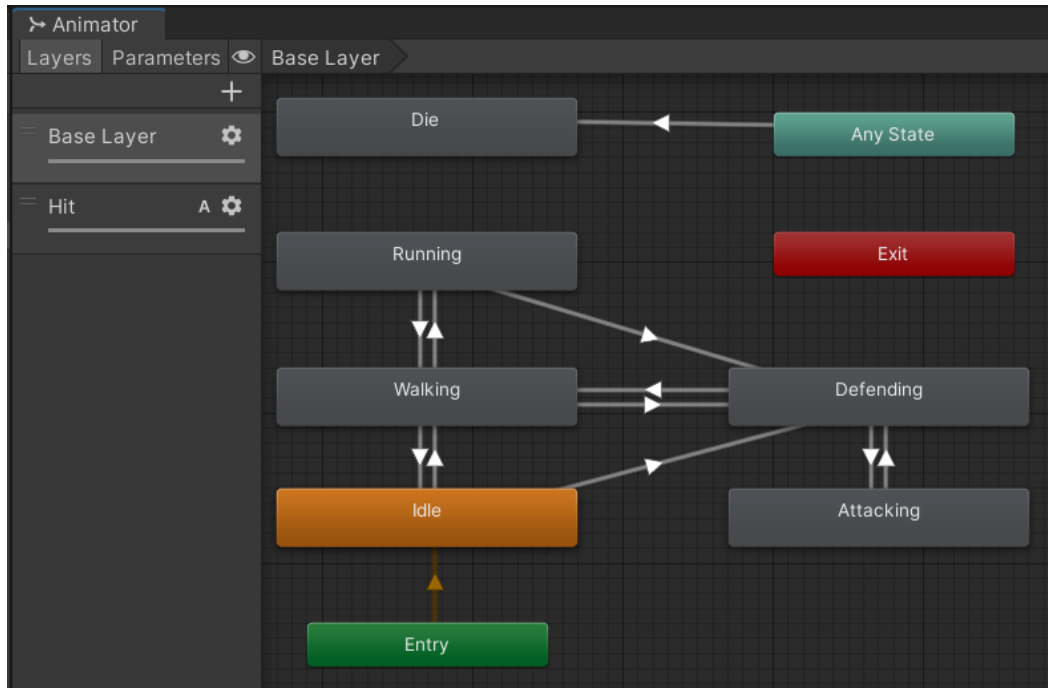 Animator
Layers Parameters Base Layer
Base Layer
Hit A
Die
Any State
Running
Exit
Walking
Defending
Idle
Attacking
Entry